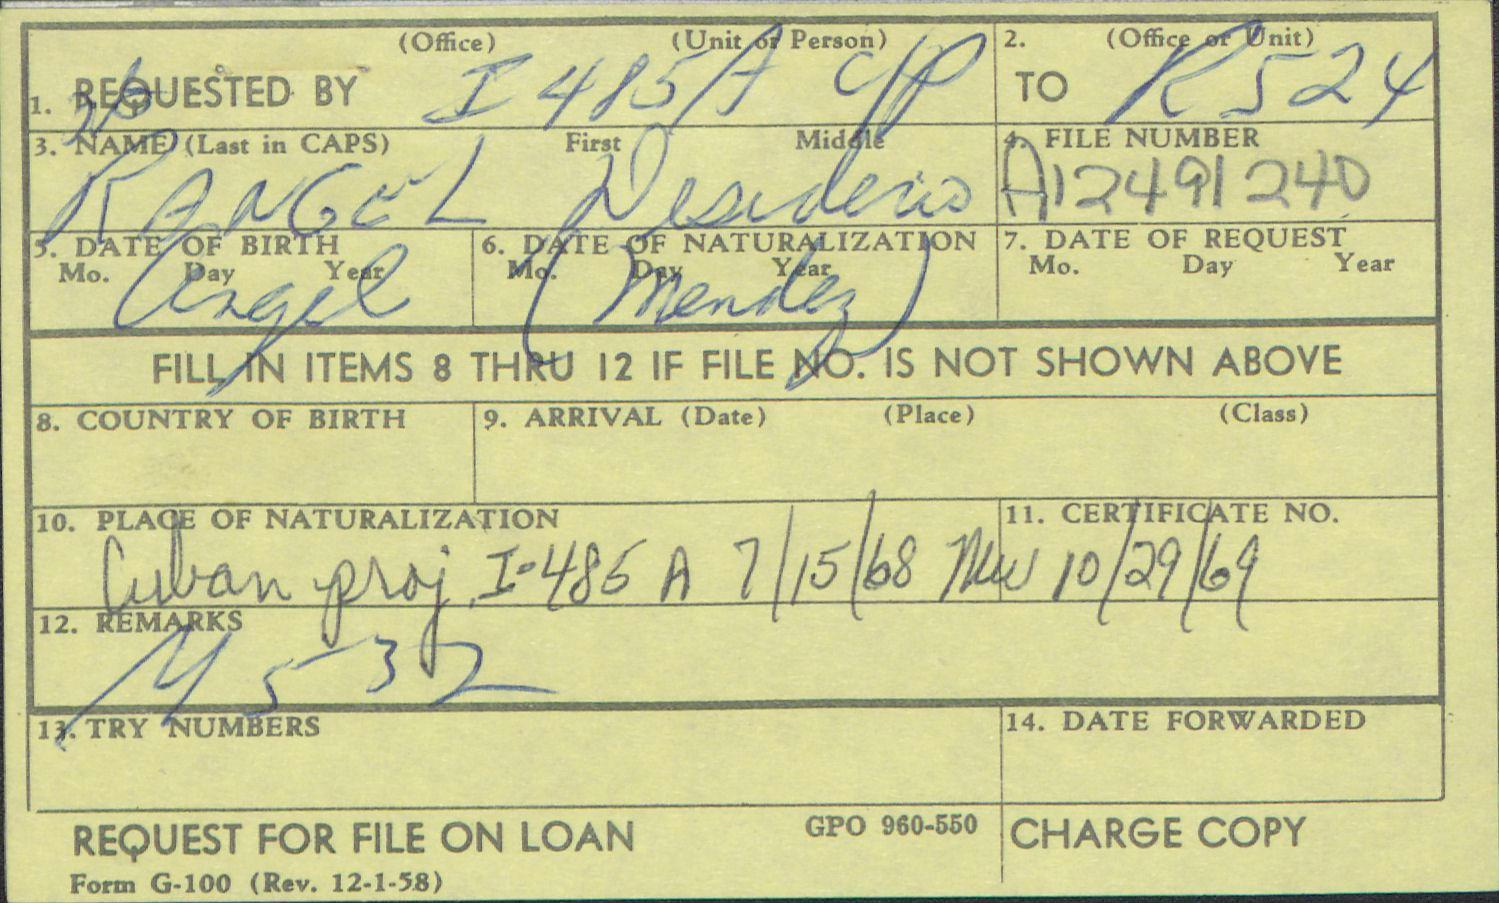 (Office) (Unit or Person) 2. (Office or Unit)
1. REQUESTED BY I 485A C/P TO R524
3. NAME (Last in CAPS) First Middle 4. FILE NUMBER
RANGEL Desiderio A12491240
5. DATE OF BIRTH 6. DATE OF NATURALIZATION 7. DATE OF REQUEST
Mo. Day Year Mo. Day Year Mo. Day Year
Angel (Mendez)
FILL IN ITEMS 8 THRU 12 IF FILE NO. IS NOT SHOWN ABOVE
8. COUNTRY OF BIRTH 9. ARRIVAL (Date) (Place) (Class)
10. PLACE OF NATURALIZATION 11. CERTIFICATE NO.
Cuban proj. I-485 A 7/15/68 10/29/69
12. REMARKS
M532
13. TRY NUMBERS 14. DATE FORWARDED
REQUEST FOR FILE ON LOAN GPO 960-550 CHARGE COPY
Form G-100 (Rev. 12-1-58)